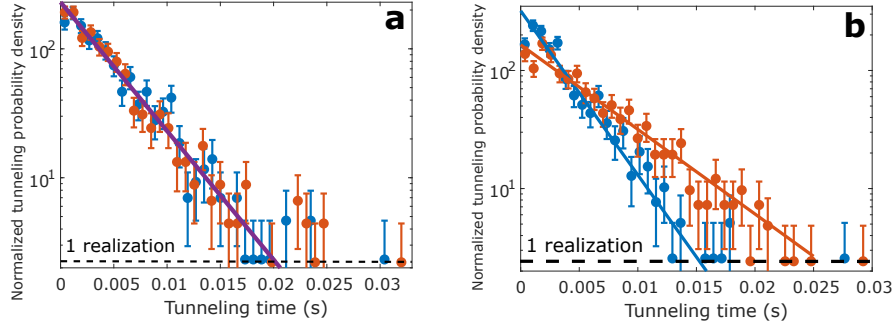 a
Normalized tunneling probability density
10²
10¹
1 realization
0
0.005
0.01
0.015
0.02
0.025
0.03
Tunneling time (s)
b
Normalized tunneling probability density
10²
10¹
1 realization
0
0.005
0.01
0.015
0.02
0.025
0.03
Tunneling time (s)